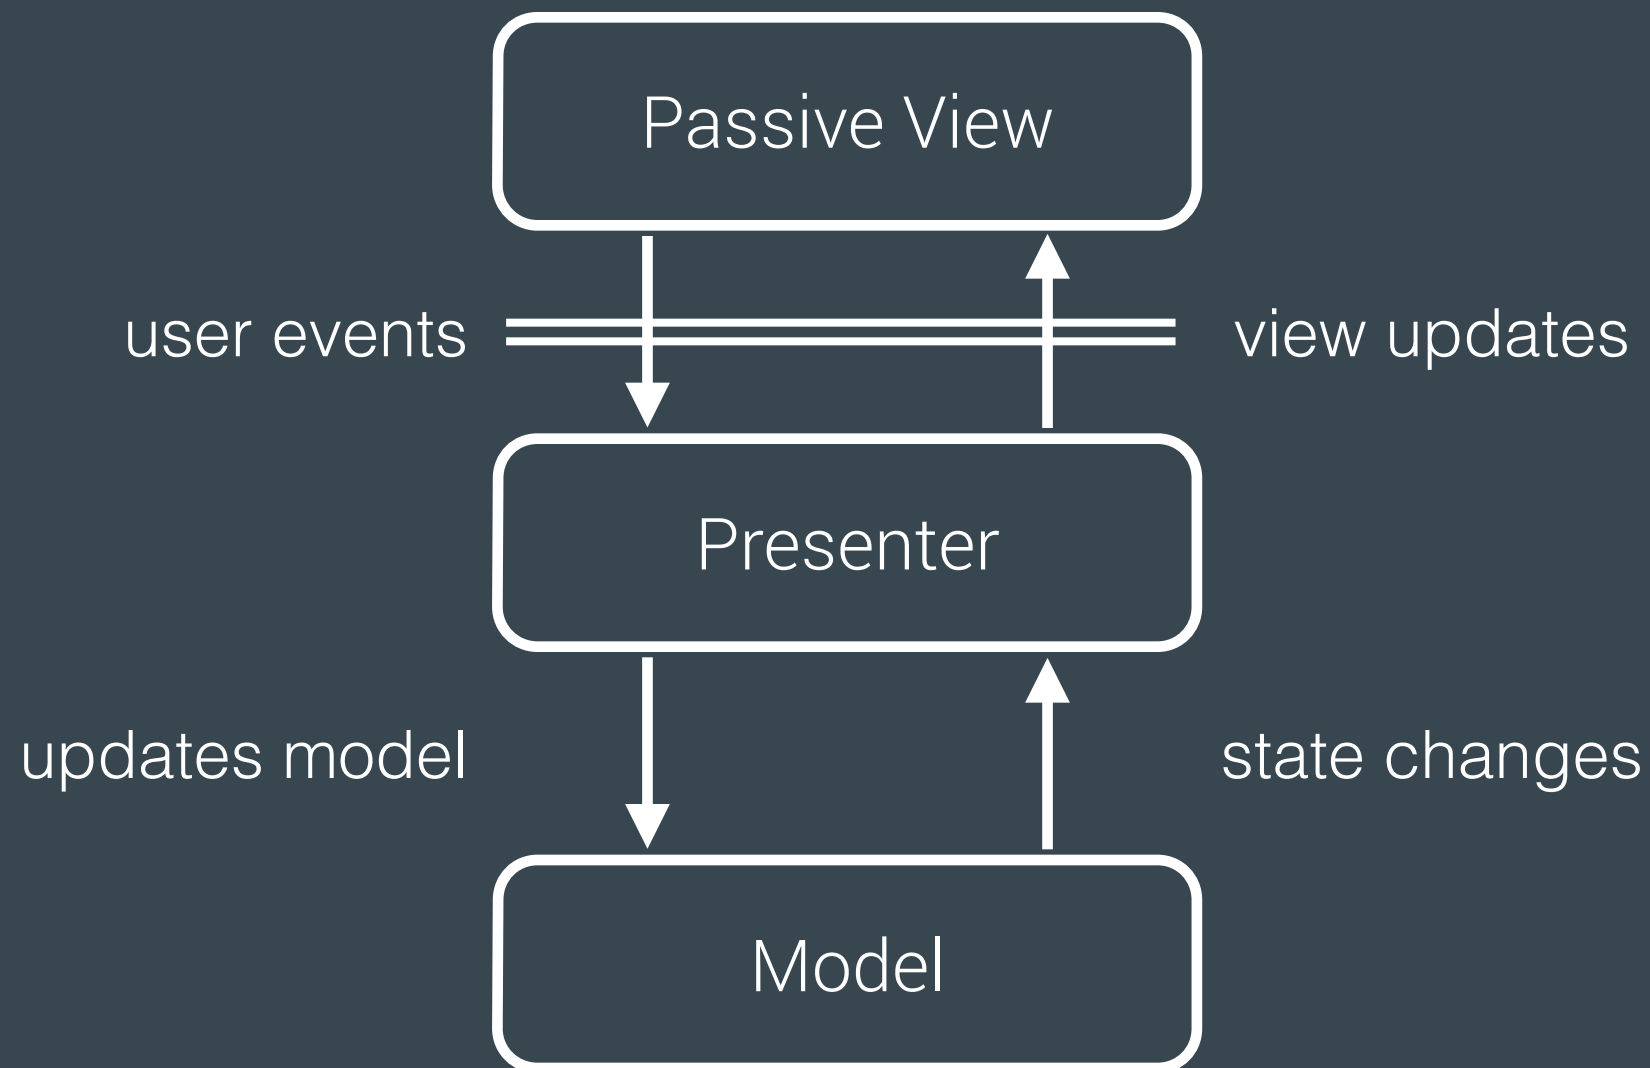 Passive View
user events
view updates
Presenter
updates model
state changes
Model